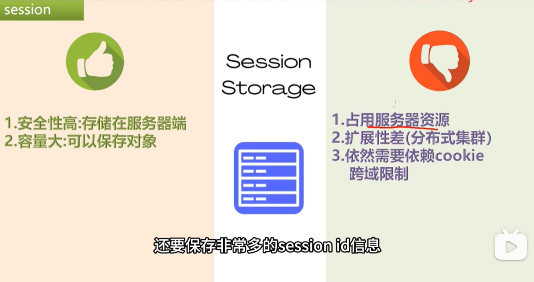 session
Session
Storage
1.安全性高:存储在服务器端
2.容量大:可以保存对象
1.占用服务器资源
2.扩展性差(分布式集群)
3.依然需要依赖cookie
跨域限制
还要保存非常多的session id信息